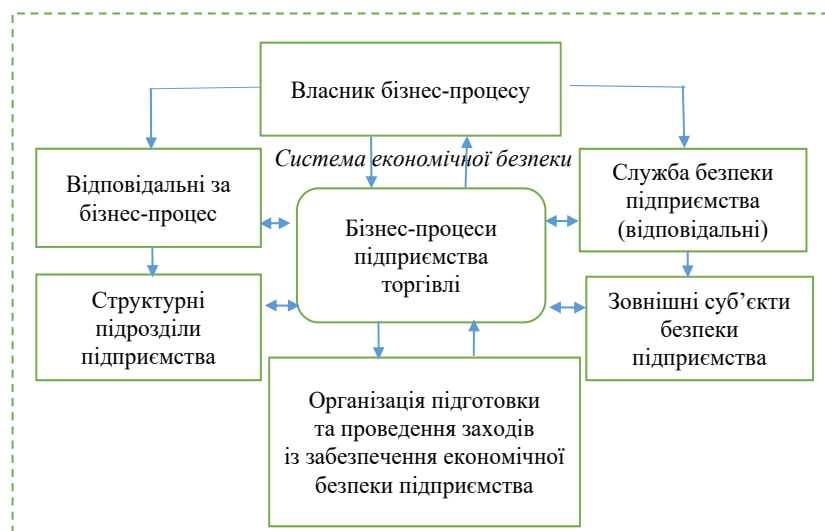 Власник бізнес-процесу
Система економічної безпеки
Відповідальні за
бізнес-процес
Служба безпеки
підприємства
(відповідальні)
Бізнес-процеси
підприємства
торгівлі
Структурні
підрозділи
підприємства
Зовнішні суб’єкти
безпеки
підприємства
Організація підготовки
та проведення заходів
із забезпечення економічної
безпеки підприємства